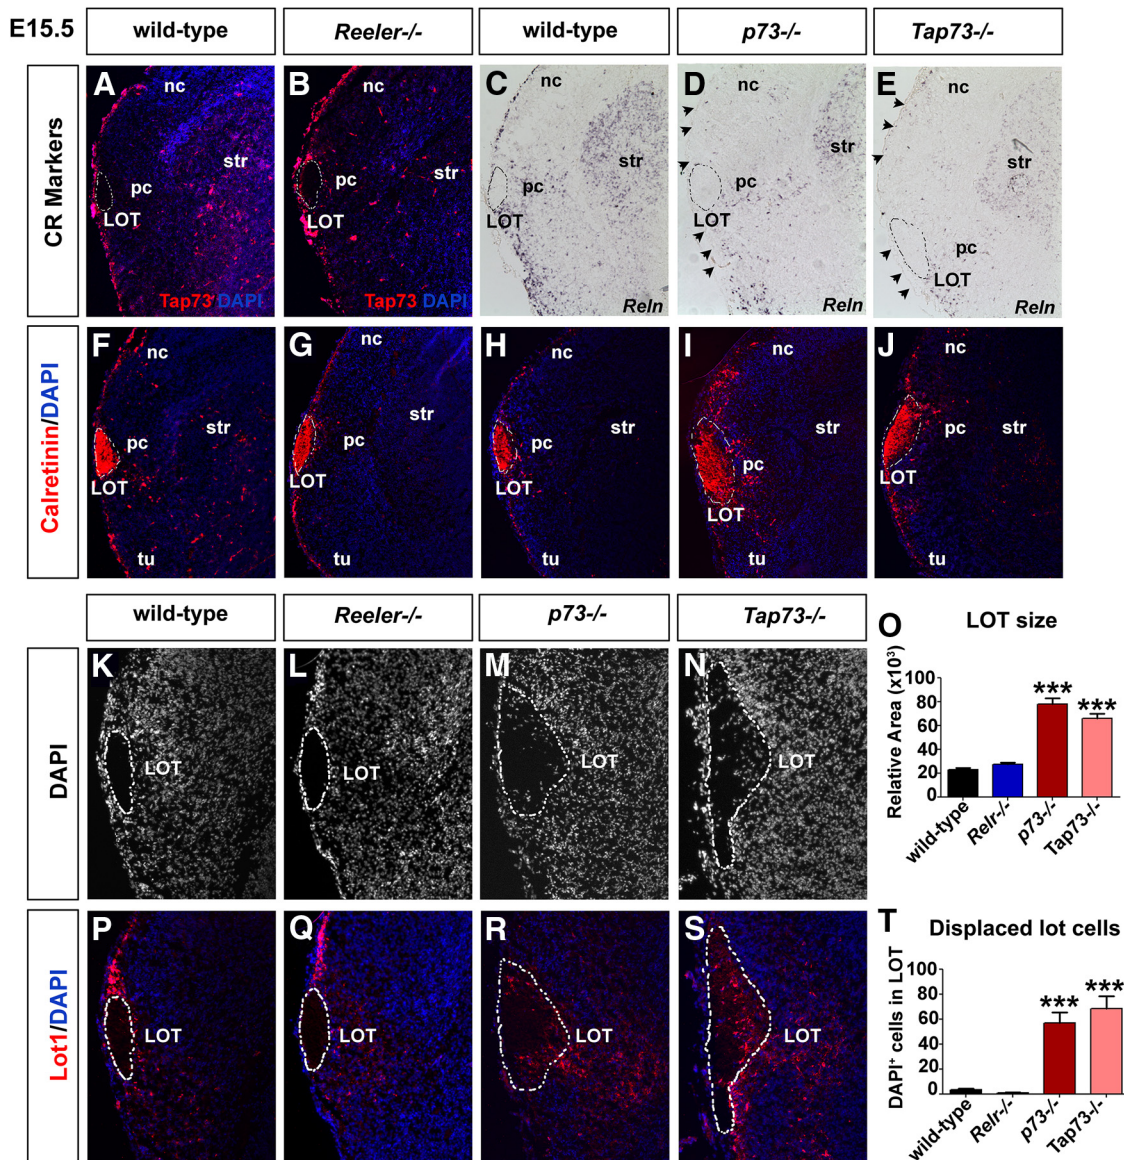 E15.5 wild-type Reeler-/- wild-type p73-/- Tap73-/-
CR Markers
A nc str pc LOT Tap73 DAPI
B nc str pc LOT Tap73 DAPI
C nc str pc LOT Reln
D nc str pc LOT Reln
E nc str pc LOT Reln
Calretinin/DAPI
F nc str pc LOT tu
G nc str pc LOT
H nc str pc LOT tu
I nc str pc LOT
J nc str pc LOT tu
wild-type Reeler-/- p73-/- Tap73-/-
DAPI
K LOT
L LOT
M LOT
N LOT
O LOT size
Relative Area (x10³)
80
60
40
20
0
***
***
wild-type Relr-/- p73-/- Tap73-/-
Lot1/DAPI
P LOT
Q LOT
R LOT
S LOT
T Displaced lot cells
DAPI⁺ cells in LOT
100
80
60
40
20
0
***
***
wild-type Relr-/- p73-/- Tap73-/-